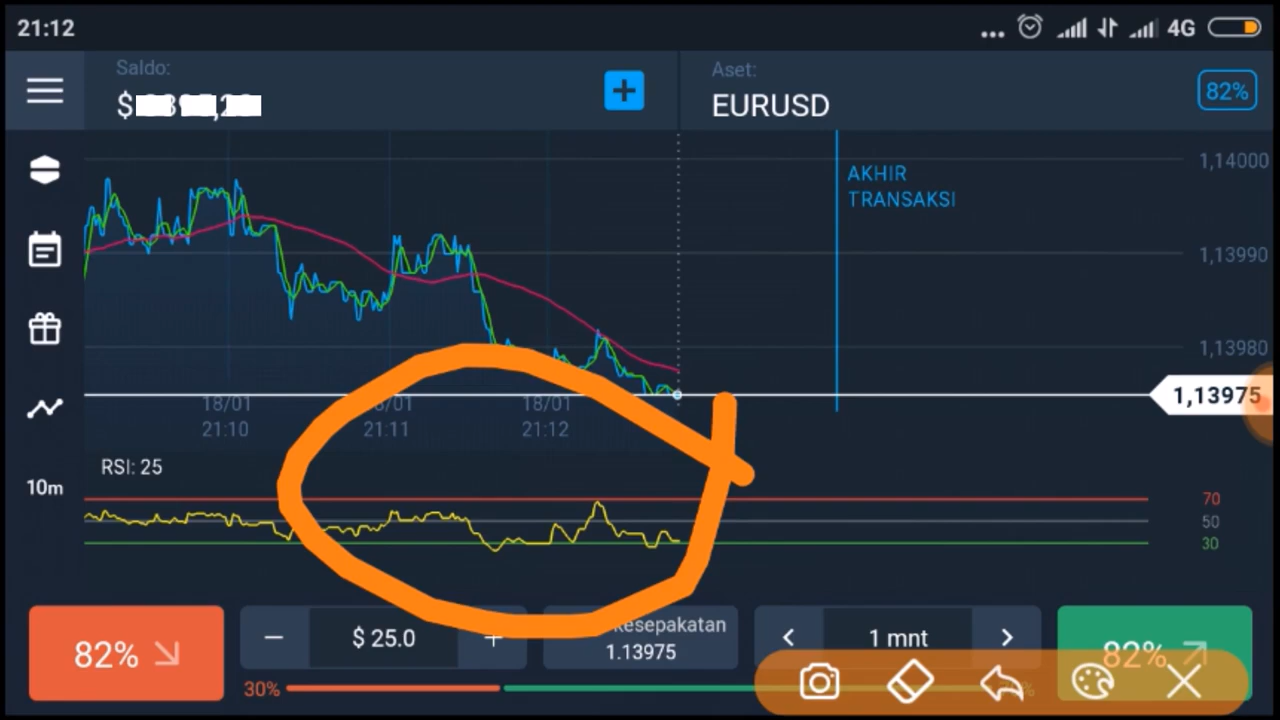 21:12
4G
Saldo:
$
Aset:
EURUSD
82%
1,14000
AKHIR
TRANSAKSI
1,13990
1,13980
1,13975
18/01
/01
18/01
21:10
21:11
21:12
RSI: 25
10m
70
50
30
82%
$ 25.0
kesepakatan
1.13975
1 mnt
82%
30%